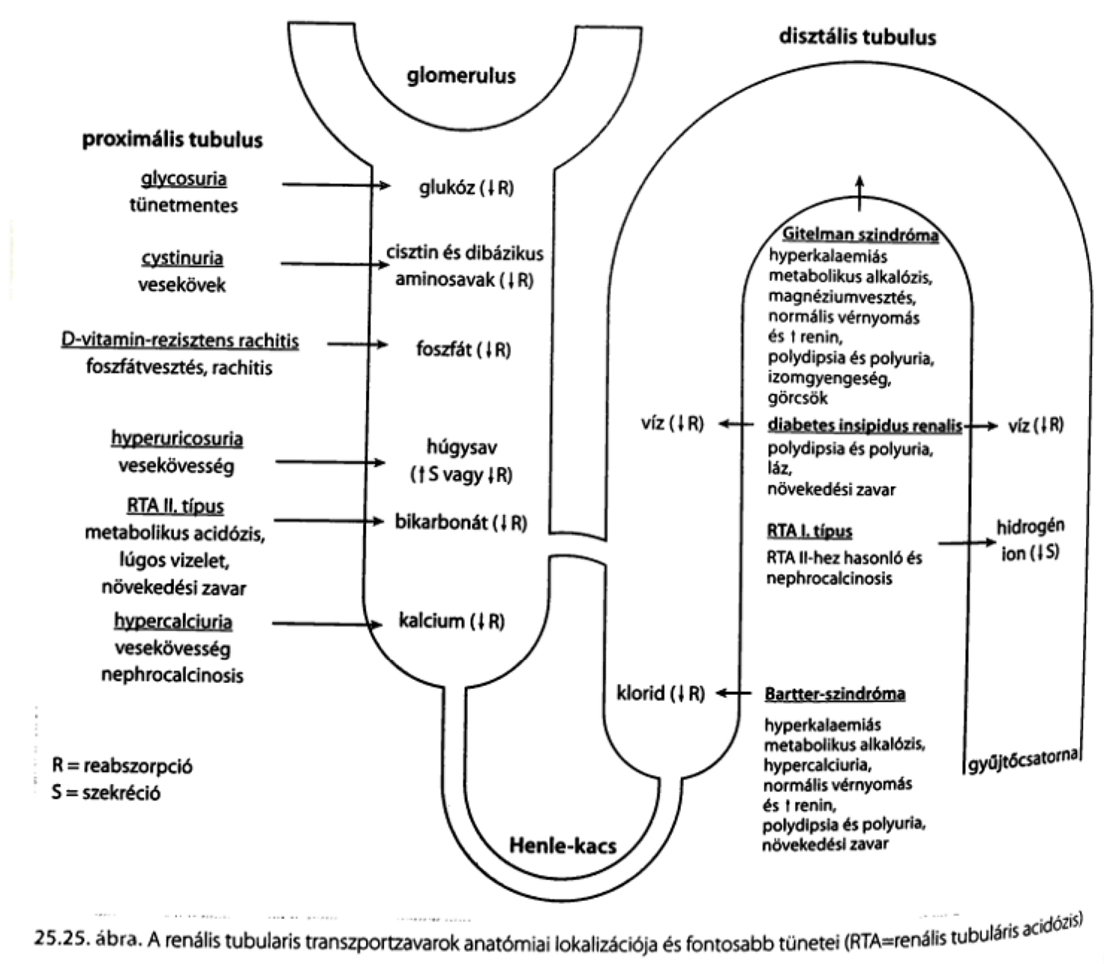 glomerulus
disztális tubulus
proximális tubulus
glycosuria
tünetmentes
glukóz (↓R)
cystinuria
vesekövek
cisztin és dibázikus
aminosavak (↓R)
D-vitamin-rezisztens rachitis
foszfátvesztés, rachitis
foszfát (↓R)
hyperuricosuria
vesekövesség
húgysav
(↑S vagy ↓R)
RTA II. típus
metabolikus acidózis,
lúgos vizelet,
növekedési zavar
bikarbonát (↓R)
hypercalciuria
vesekövesség
nephrocalcinosis
kalcium (↓R)
R = reabszorpció
S = szekréció
Henle-kacs
Gitelman szindróma
hyperkalaemiás
metabolikus alkalózis,
magnéziumvesztés,
normális vérnyomás
és ↑ renin,
polydipsia és polyuria,
izomgyengeség,
görcsök
víz (↓R)
diabetes insipidus renalis
víz (↓R)
polydipsia és polyuria,
láz,
növekedési zavar
RTA I. típus
RTA II-höz hasonló és
nephrocalcinosis
hidrogén
ion (↓S)
klorid (↓R)
Bartter-szindróma
hyperkalaemiás
metabolikus alkalózis,
hypercalciuria,
normális vérnyomás
és ↑ renin,
polydipsia és polyuria,
növekedési zavar
gyűjtőcsatorna
25.25. ábra. A renális tubularis transzportzavarok anatómiai lokalizációja és fontosabb tünetei (RTA=renális tubuláris acidózis)